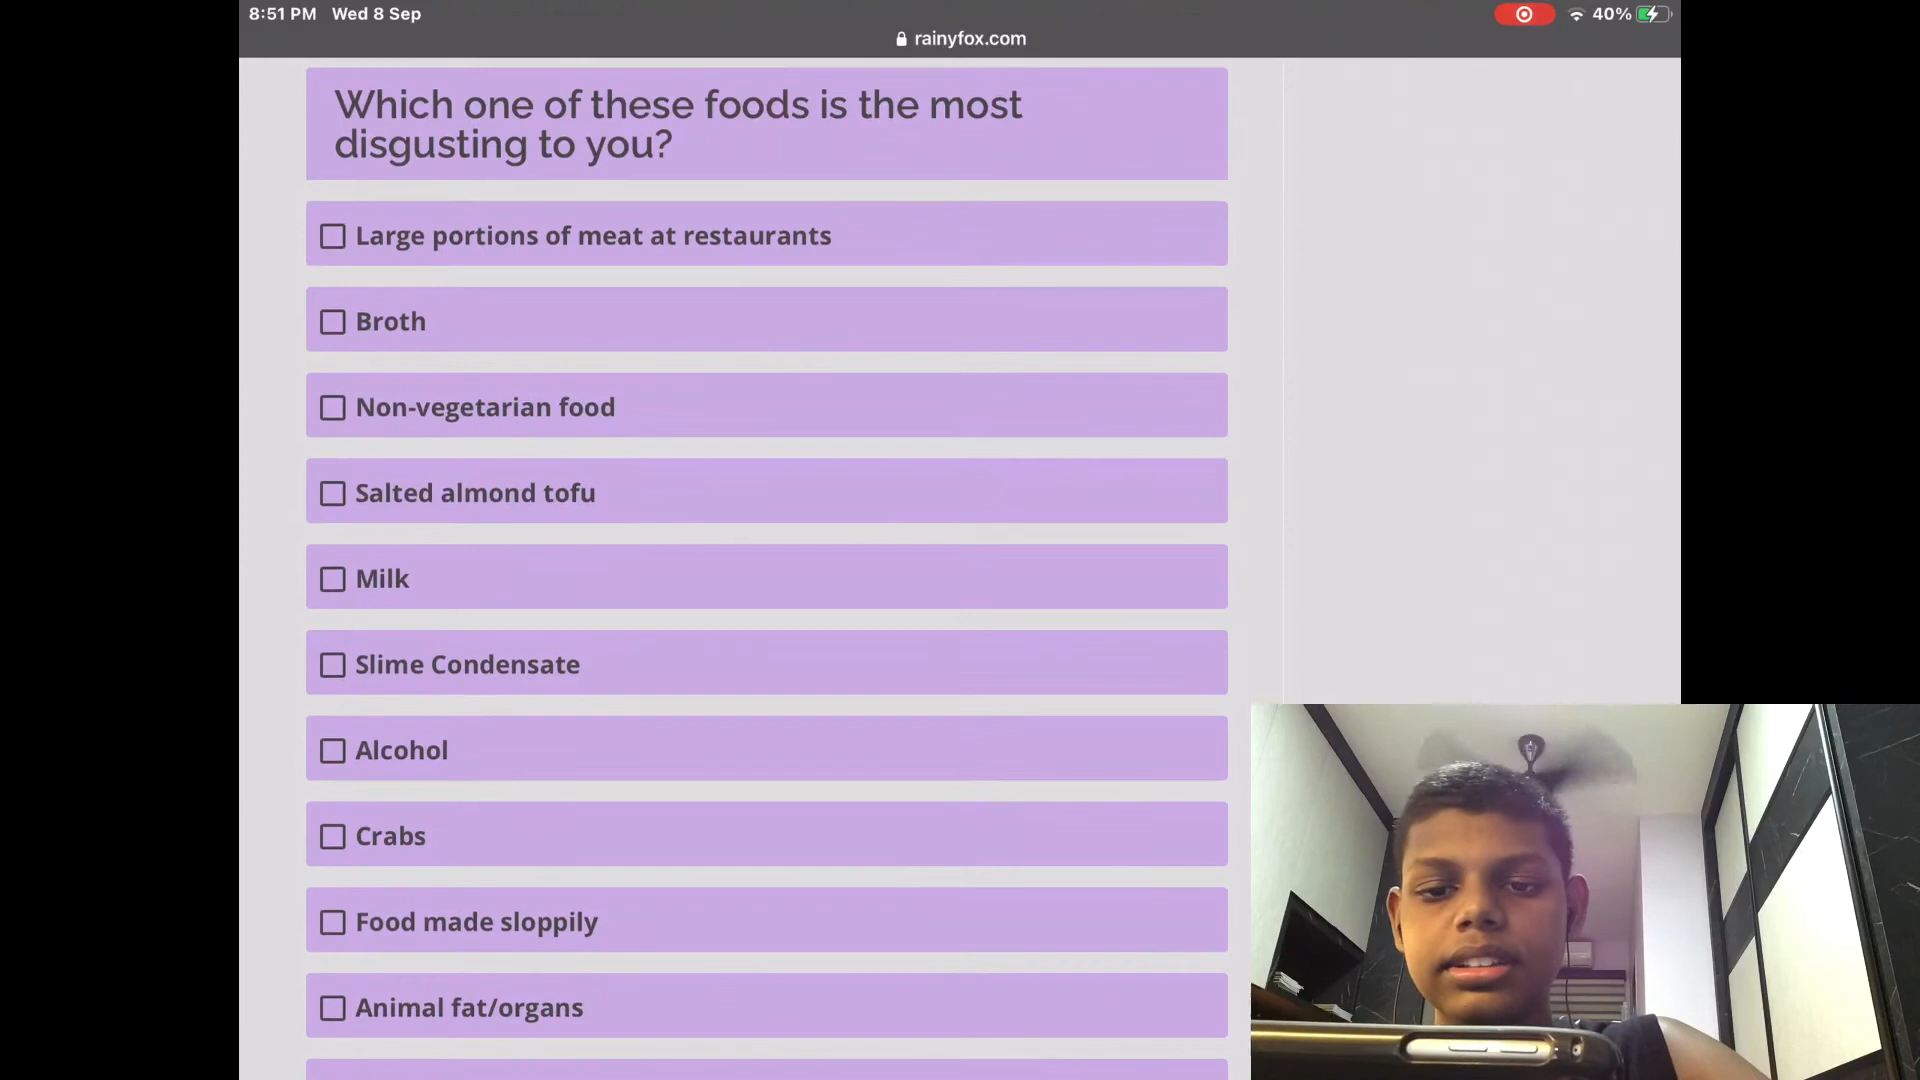 8:51 PM Wed 8 Sep
40%
rainyfox.com
Which one of these foods is the most
disgusting to you?
Large portions of meat at restaurants
Broth
Non-vegetarian food
Salted almond tofu
Milk
Slime Condensate
Alcohol
Crabs
Food made sloppily
Animal fat/organs